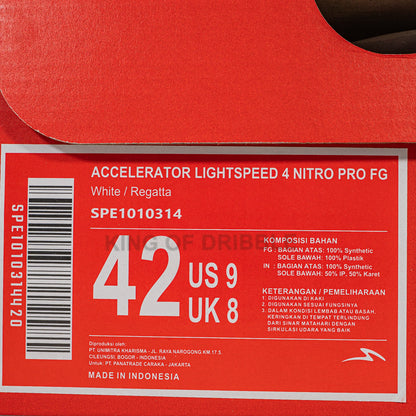 ACCELERATOR LIGHTSPEED 4 NITRO PRO FG
White / Regatta
SPE1010314
SPE1010314420
KING OF DRIBBLE
42 US 9
UK 8
KOMPOSISI BAHAN
FG : BAGIAN ATAS: 100% Synthetic
SOLE BAWAH: 100% Plastik
IN : BAGIAN ATAS: 100% Synthetic
SOLE BAWAH: 50% IP, 50% Karet
KETERANGAN / PEMELIHARAAN
1. DIGUNAKAN DI KAKI
2. DIGUNAKAN SESUAI FUNGSINYA
3. DALAM KONDISI LEMBAB ATAU BASAH,
KERINGKAN DI TEMPAT TERLINDUNG
DARI SINAR MATAHARI DENGAN
SIRKULASI UDARA YANG BAIK
Diproduksi oleh:
PT. UNIMITRA KHARISMA - JL. RAYA NAROGONG KM.17.5
CILEUNGSI, BOGOR - INDONESIA
Untuk : PT. PANATRADE CARAKA - JAKARTA
MADE IN INDONESIA